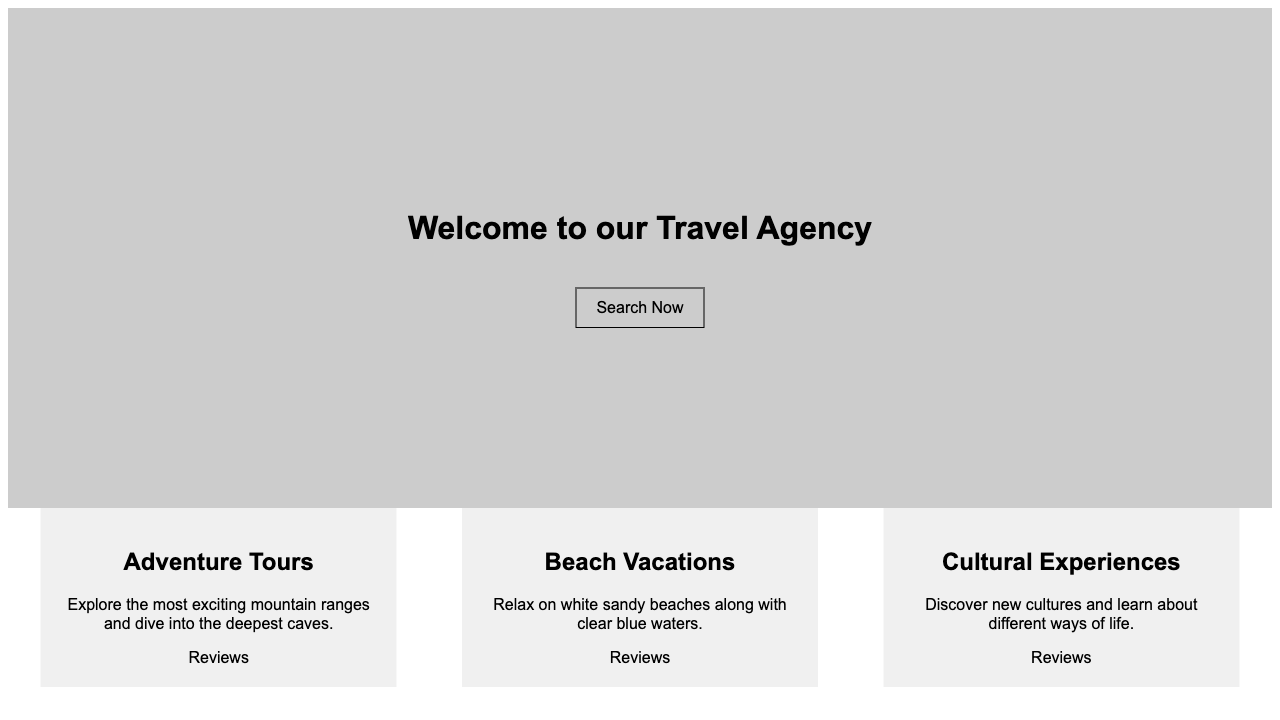 Welcome to our Travel Agency
Search Now
Adventure Tours
Explore the most exciting mountain ranges
and dive into the deepest caves.
Reviews
Beach Vacations
Relax on white sandy beaches along with
clear blue waters.
Reviews
Cultural Experiences
Discover new cultures and learn about
different ways of life.
Reviews